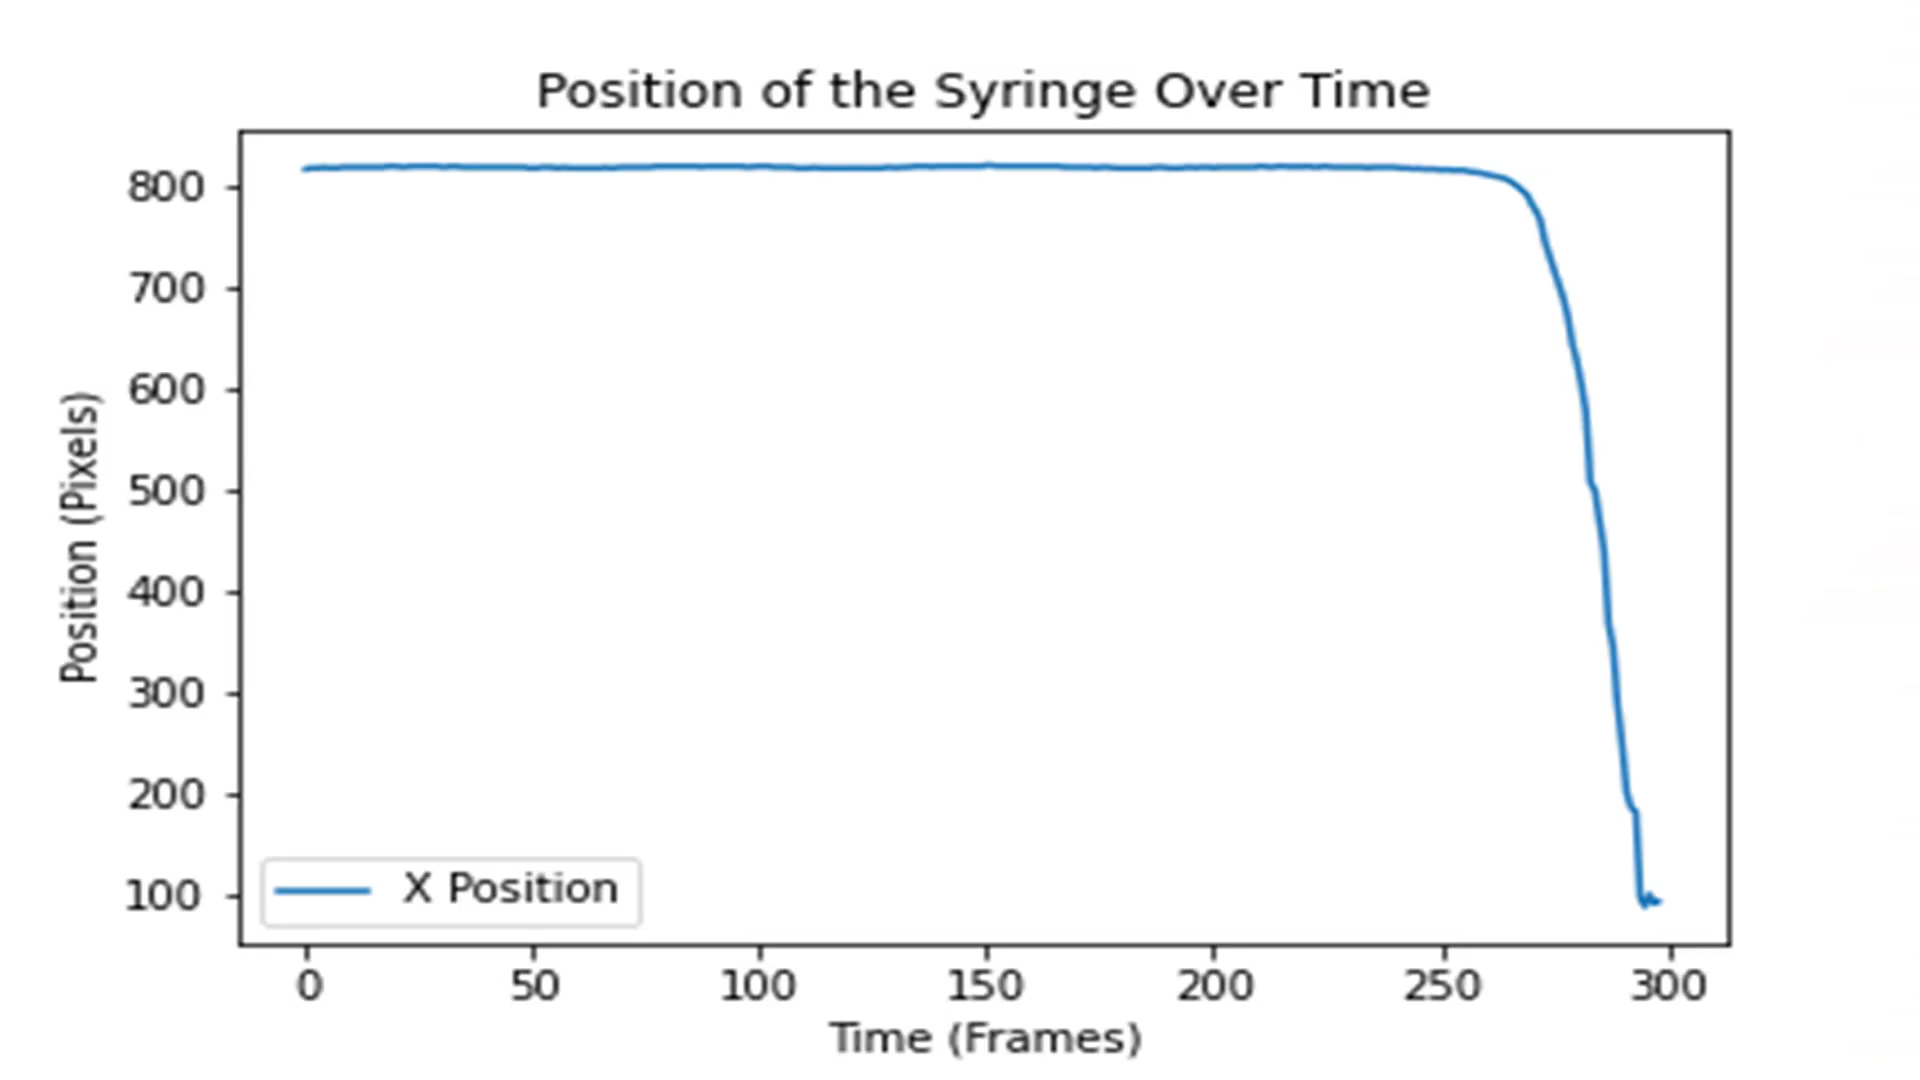 Position of the Syringe Over Time
800
700
600
500
400
300
200
100
Position (Pixels)
X Position
0 50 100 150 200 250 300
Time (Frames)